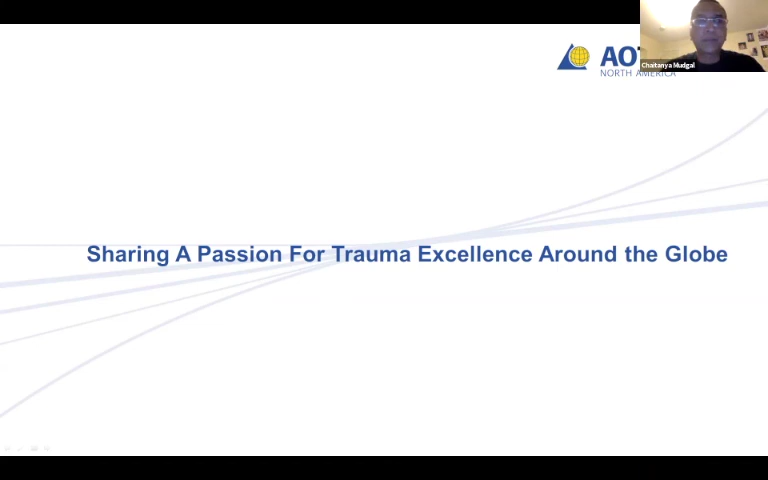 AOT
NORTH AMERICA
Chaitanya Mudgal
Sharing A Passion For Trauma Excellence Around the Globe